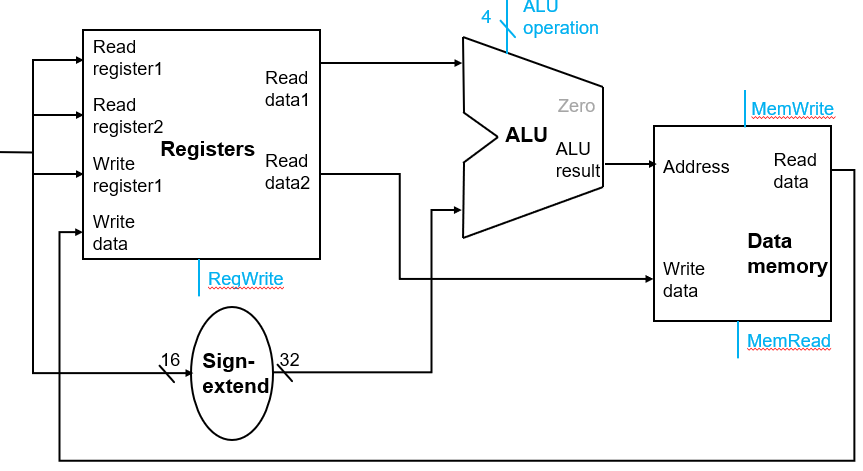 4
ALU
operation
Read
register1
Read
data1
Read
register2
Registers
Write
register1
Read
data2
Write
data
RegWrite
Zero
ALU
ALU
result
MemWrite
Address
Read
data
Data
memory
Write
data
MemRead
16
Sign-
extend
32